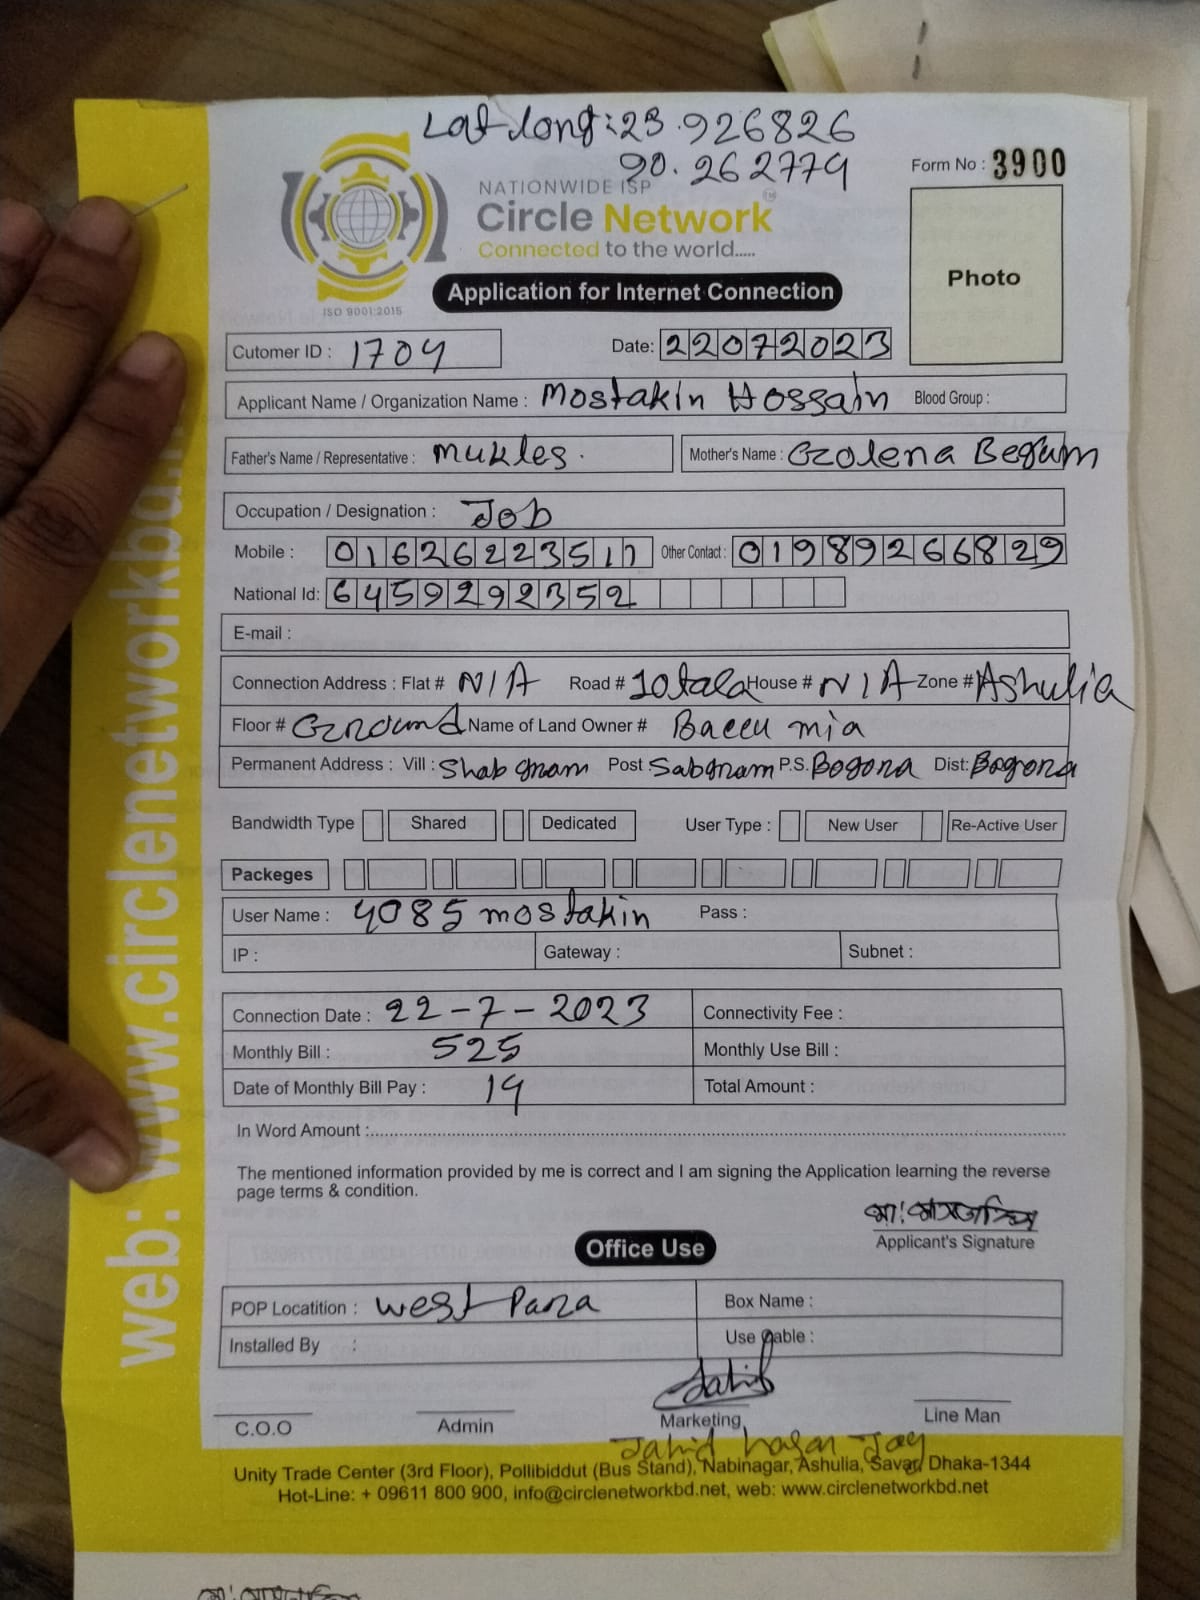 Lat long: 23.926826
90.262779
Form No : 3900
NATIONWIDE ISP
Circle Network
TM
Connected to the world.....
ISO 9001:2015
Photo
Application for Internet Connection
Cutomer ID : 1704
Date: 22072023
Applicant Name / Organization Name : Mostakin Hossain Blood Group :
Father's Name / Representative : Mukles. Mother's Name : Golena Begum
Occupation / Designation : Job
Mobile : 01626223517 Other Contact : 01989266829
National Id: 6459292352
E-mail :
Connection Address : Flat # N/A Road # 10tala House # N/A Zone # Ashulia
Floor # Ground Name of Land Owner # Baccu mia
Permanent Address : Vill : Shab gram Post Sabgram P.S. Bogora Dist: Bogora
Bandwidth Type Shared Dedicated User Type : New User Re-Active User
Packeges
User Name : 4085 mostakin Pass :
IP : Gateway : Subnet :
Connection Date : 22-7-2023 Connectivity Fee :
Monthly Bill : 525 Monthly Use Bill :
Date of Monthly Bill Pay : 19 Total Amount :
In Word Amount :
The mentioned information provided by me is correct and I am signing the Application learning the reverse
page terms & condition.
Applicant's Signature
Office Use
POP Locatition : West Para Box Name :
Installed By : Use Cable :
Jahid
C.O.O Admin Marketing Line Man
Jahid hasan Joy
Unity Trade Center (3rd Floor), Pollibiddut (Bus Stand), Nabinagar, Ashulia, Savar, Dhaka-1344
Hot-Line: + 09611 800 900, info@circlenetworkbd.net, web: www.circlenetworkbd.net
web: www.circlenetworkbd.n